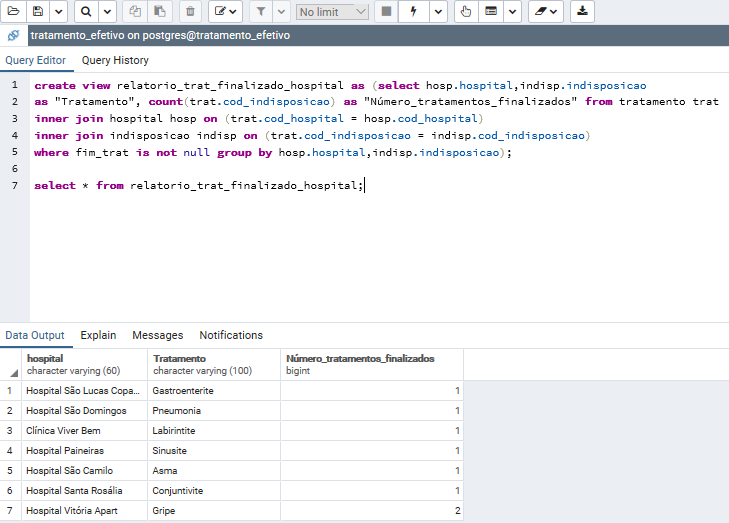 No limit
tratamento_efetivo on postgres@tratamento_efetivo
Query Editor Query History
1 create view relatorio_trat_finalizado_hospital as (select hosp.hospital,indisp.indisposicao
2 as "Tratamento", count(trat.cod_indisposicao) as "Número_tratamentos_finalizados" from tratamento trat
3 inner join hospital hosp on (trat.cod_hospital = hosp.cod_hospital)
4 inner join indisposicao indisp on (trat.cod_indisposicao = indisp.cod_indisposicao)
5 where fim_trat is not null group by hosp.hospital,indisp.indisposicao);
6
7 select * from relatorio_trat_finalizado_hospital;
Data Output Explain Messages Notifications
hospital Tratamento Número_tratamentos_finalizados
character varying (60) character varying (100) bigint
1 Hospital São Lucas Copa... Gastroenterite 1
2 Hospital São Domingos Pneumonia 1
3 Clínica Viver Bem Labirintite 1
4 Hospital Paineiras Sinusite 1
5 Hospital São Camilo Asma 1
6 Hospital Santa Rosália Conjuntivite 1
7 Hospital Vitória Apart Gripe 2